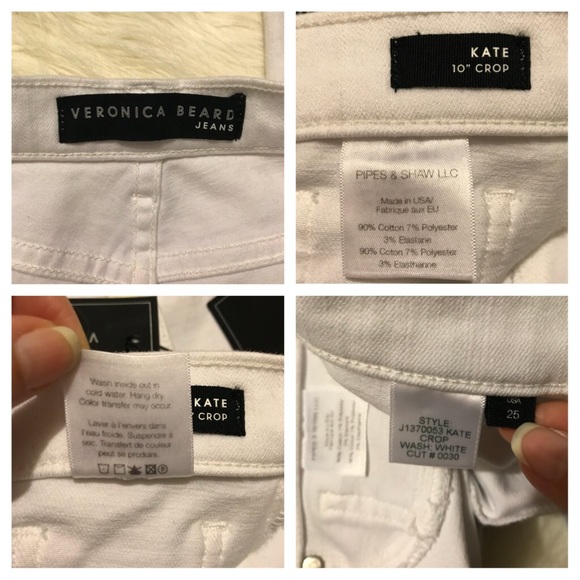 VERONICA BEARD
JEANS
KATE
10" CROP
PIPES & SHAW LLC
Made in USA/
Fabriqué aux EU
90% Cotton 7% Polyester
3% Elastane
90% Coton 7% Polyester
3% Elasthanne
Wash inside out in
cold water. Hang dry.
Color transfer may occur.
Laver à l'envers dans
l'eau froide. Suspendre à
sec. Transfert de couleur
peut se produire.
KATE
CROP
STYLE
J1370053 KATE
CROP
WASH: WHITE
CUT # 0030
USA
25
PIPES & SHAW LLC